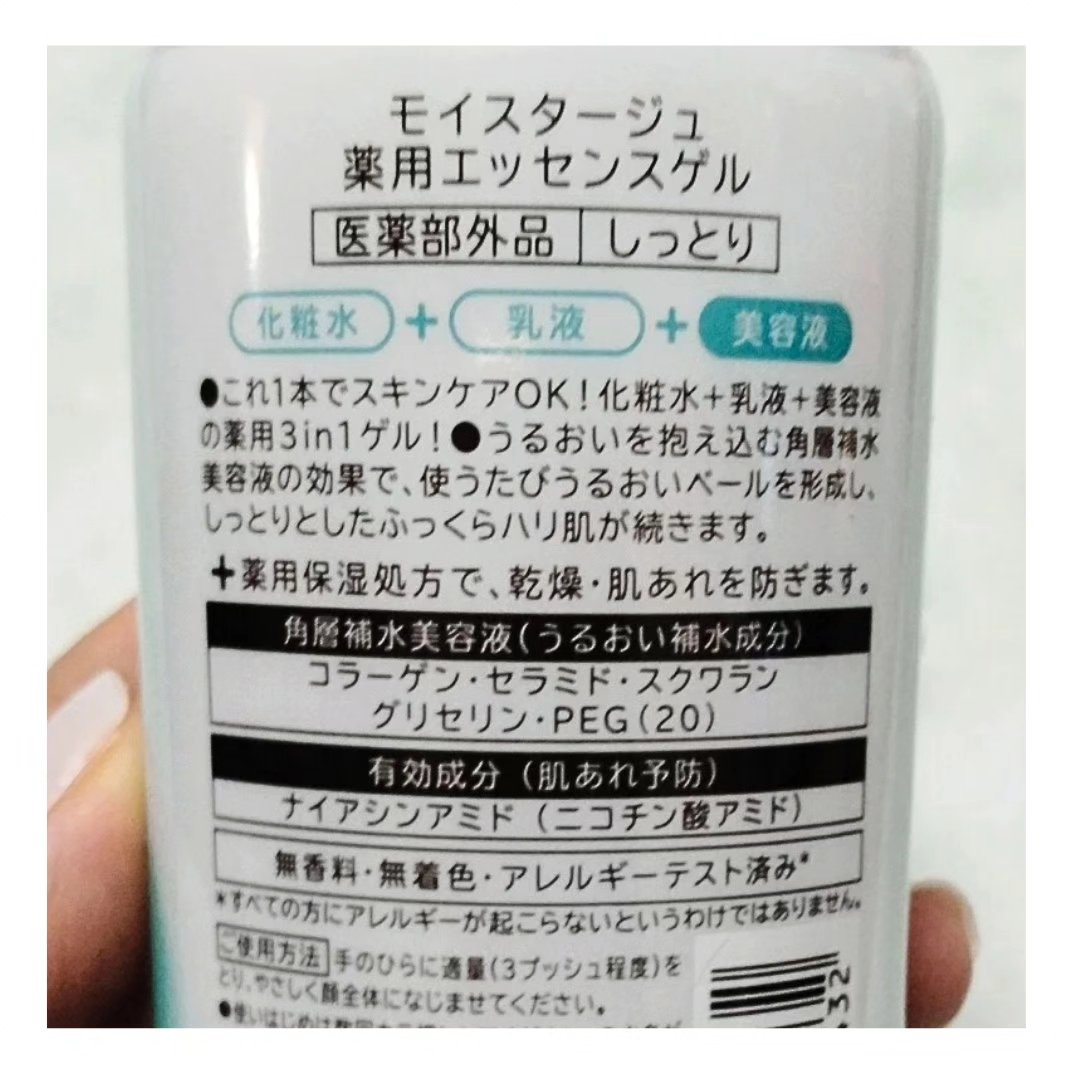 モイスタージュ
薬用エッセンスゲル
医薬部外品 しっとり
化粧水 + 乳液 + 美容液
●これ1本でスキンケアOK!化粧水+乳液+美容液
の薬用3in1ゲル!●うるおいを抱え込む角層補水
美容液の効果で、使うたびうるおいベールを形成し、
しっとりとしたふっくらハリ肌が続きます。
+薬用保湿処方で、乾燥・肌あれを防ぎます。
角層補水美容液(うるおい補水成分)
コラーゲン・セラミド・スクワラン
グリセリン・PEG(20)
有効成分(肌あれ予防)
ナイアシンアミド(ニコチン酸アミド)
無香料・無着色・アレルギーテスト済み*
*すべての方にアレルギーが起こらないというわけではありません。
ご使用方法 手のひらに適量(3プッシュ程度)を
とり、やさしく顔全体になじませてください。
●使いはじめは数回
32